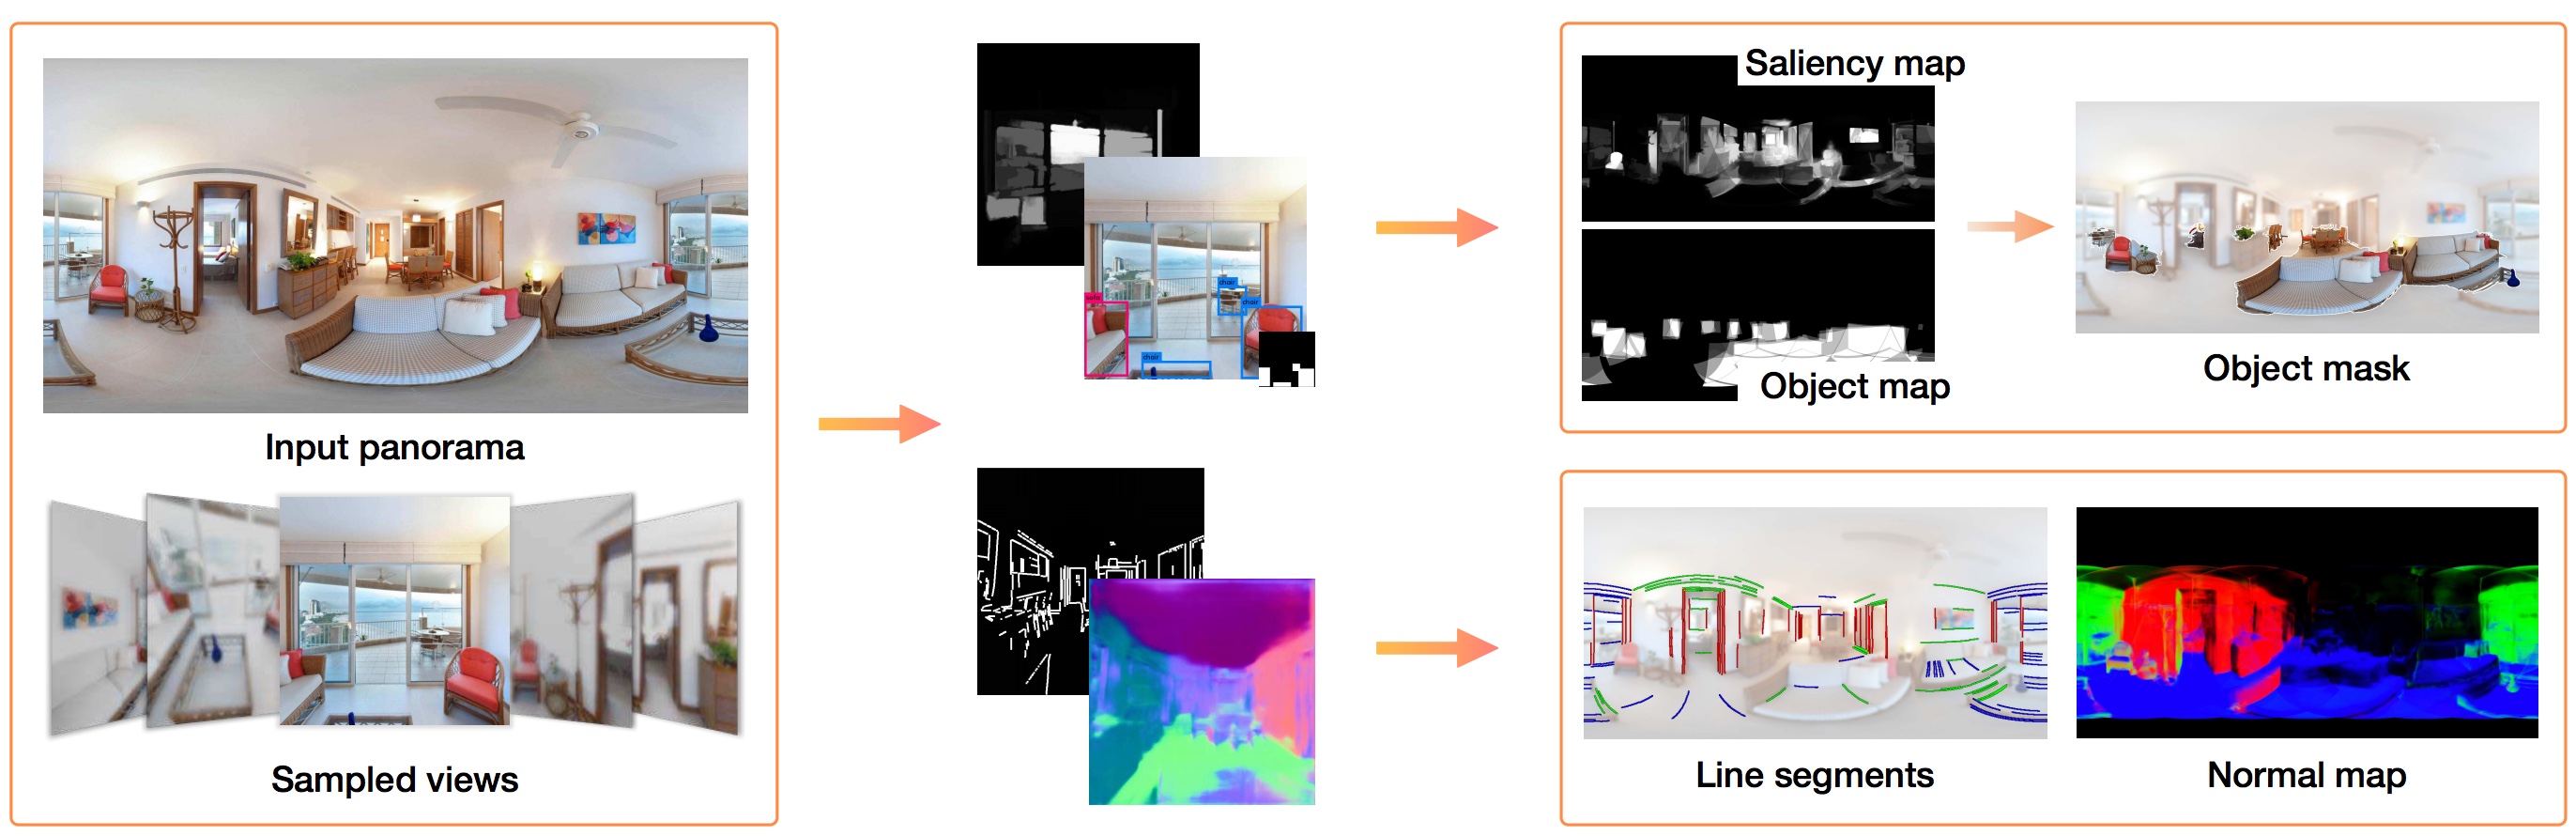 Input panorama
Sampled views
sofa
chair
chair
chair
Saliency map
Object map
Object mask
Line segments
Normal map